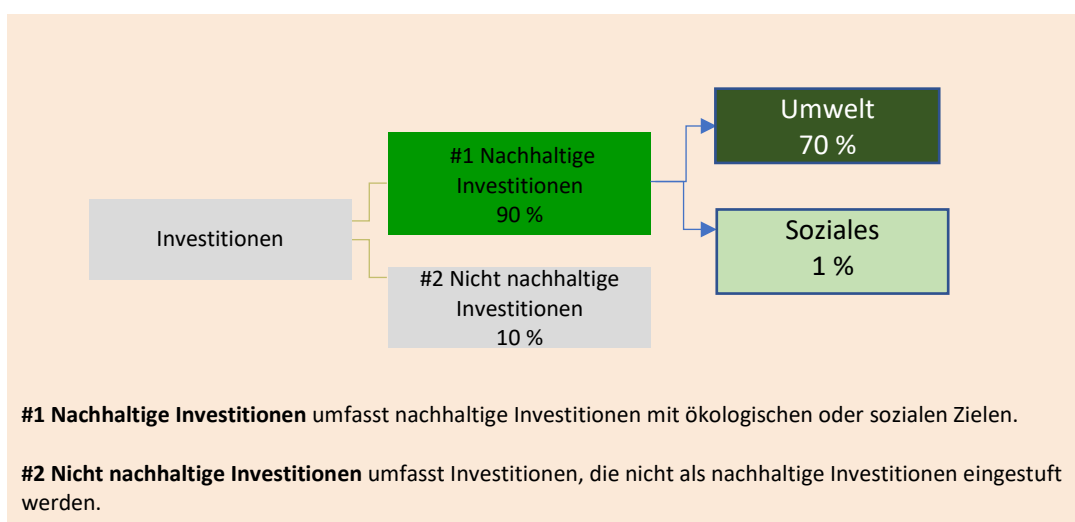 Investitionen
#1 Nachhaltige
Investitionen
90 %
#2 Nicht nachhaltige
Investitionen
10 %
Umwelt
70 %
Soziales
1 %
#1 Nachhaltige Investitionen umfasst nachhaltige Investitionen mit ökologischen oder sozialen Zielen.
#2 Nicht nachhaltige Investitionen umfasst Investitionen, die nicht als nachhaltige Investitionen eingestuft
werden.